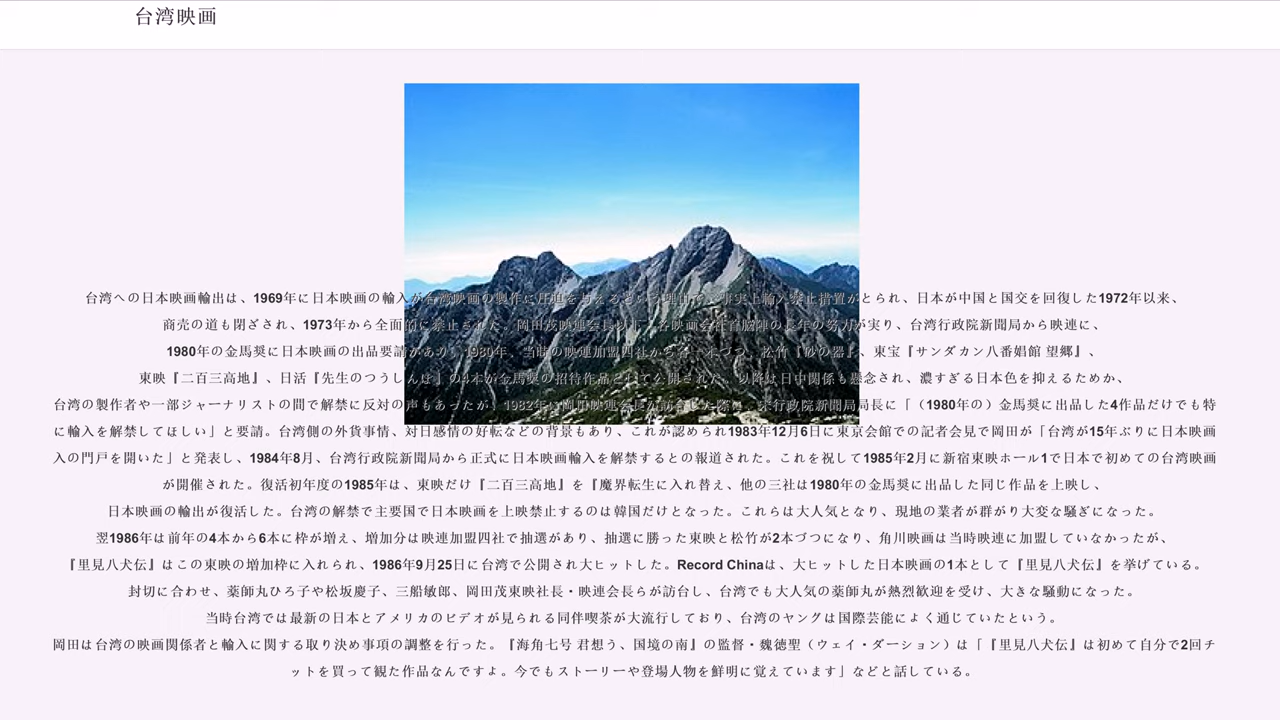 台湾映画
台湾への日本映画輸出は、1969年に日本映画の輸入が台湾映画の製作に圧迫を与えるという理由で、事実上輸入禁止措置がとられ、日本が中国と国交を回復した1972年以来、
商売の道も閉ざされ、1973年から全面的に禁止された。岡田茂映連会長以下、各映画会社首脳陣の長年の努力が実り、台湾行政院新聞局から映連に、
1980年の金馬奨に日本映画の出品要請があり、1980年、当時の映連加盟四社から各一本づつ、松竹『砂の器』、東宝『サンダカン八番娼館 望郷』、
東映『二百三高地』、日活『先生のつうしんぼ』の4本が金馬奨の招待作品として公開された。以降は日中関係も懸念され、濃すぎる日本色を抑えるためか、
台湾の製作者や一部ジャーナリストの間で解禁に反対の声もあったが、1982年に岡田映連会長が訪台した際に、宋行政院新聞局局長に「（1980年の）金馬奨に出品した4作品だけでも特
に輸入を解禁してほしい」と要請。台湾側の外貨事情、対日感情の好転などの背景もあり、これが認められ1983年12月6日に東京会館での記者会見で岡田が「台湾が15年ぶりに日本映画
入の門戸を開いた」と発表し、1984年8月、台湾行政院新聞局から正式に日本映画輸入を解禁するとの報道された。これを祝して1985年2月に新宿東映ホール1で日本で初めての台湾映画
が開催された。復活初年度の1985年は、東映だけ『二百三高地』を『魔界転生に入れ替え、他の三社は1980年の金馬奨に出品した同じ作品を上映し、
日本映画の輸出が復活した。台湾の解禁で主要国で日本映画を上映禁止するのは韓国だけとなった。これらは大人気となり、現地の業者が群がり大変な騒ぎになった。
翌1986年は前年の4本から6本に枠が増え、増加分は映連加盟四社で抽選があり、抽選に勝った東映と松竹が2本づつになり、角川映画は当時映連に加盟していなかったが、
『里見八犬伝』はこの東映の増加枠に入れられ、1986年9月25日に台湾で公開され大ヒットした。Record Chinaは、大ヒットした日本映画の1本として『里見八犬伝』を挙げている。
封切に合わせ、薬師丸ひろ子や松坂慶子、三船敏郎、岡田茂東映社長・映連会長らが訪台し、台湾でも大人気の薬師丸が熱烈歓迎を受け、大きな騒動になった。
当時台湾では最新の日本とアメリカのビデオが見られる同伴喫茶が大流行しており、台湾のヤングは国際芸能によく通じていたという。
岡田は台湾の映画関係者と輸入に関する取り決め事項の調整を行った。『海角七号 君想う、国境の南』の監督・魏徳聖（ウェイ・ダーション）は「『里見八犬伝』は初めて自分で2回チ
ットを買って観た作品なんですよ。今でもストーリーや登場人物を鮮明に覚えています」などと話している。